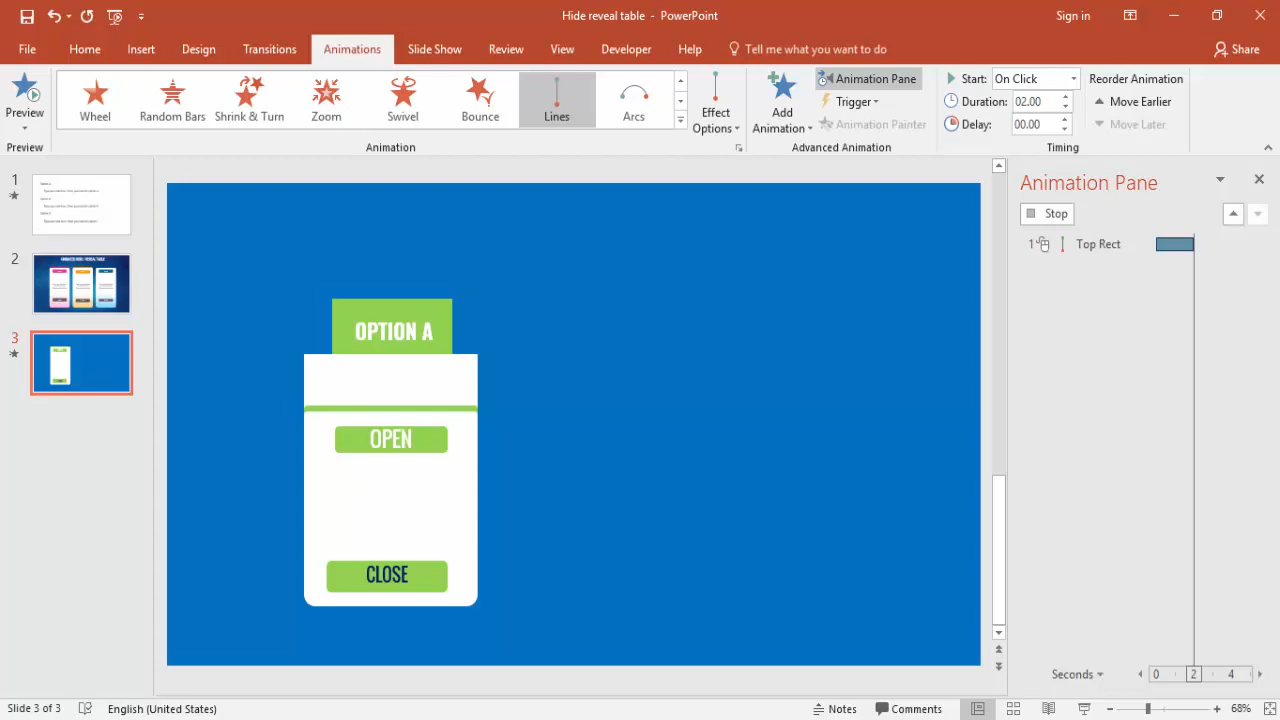 Hide reveal table - PowerPoint
Sign in
File Home Insert Design Transitions Animations Slide Show Review View Developer Help Tell me what you want to do Share
Preview
Wheel Random Bars Shrink & Turn Zoom Swivel Bounce Lines Arcs
Effect Options
Add Animation
Animation Pane
Trigger
Animation Painter
Start: On Click
Duration: 02.00
Delay: 00.00
Reorder Animation
Move Earlier
Move Later
Preview Animation Advanced Animation Timing
1
2
3
OPTION A
OPEN
CLOSE
Animation Pane
Stop
1 Top Rect
Seconds 0 2 4
Slide 3 of 3 English (United States) Notes Comments 68%